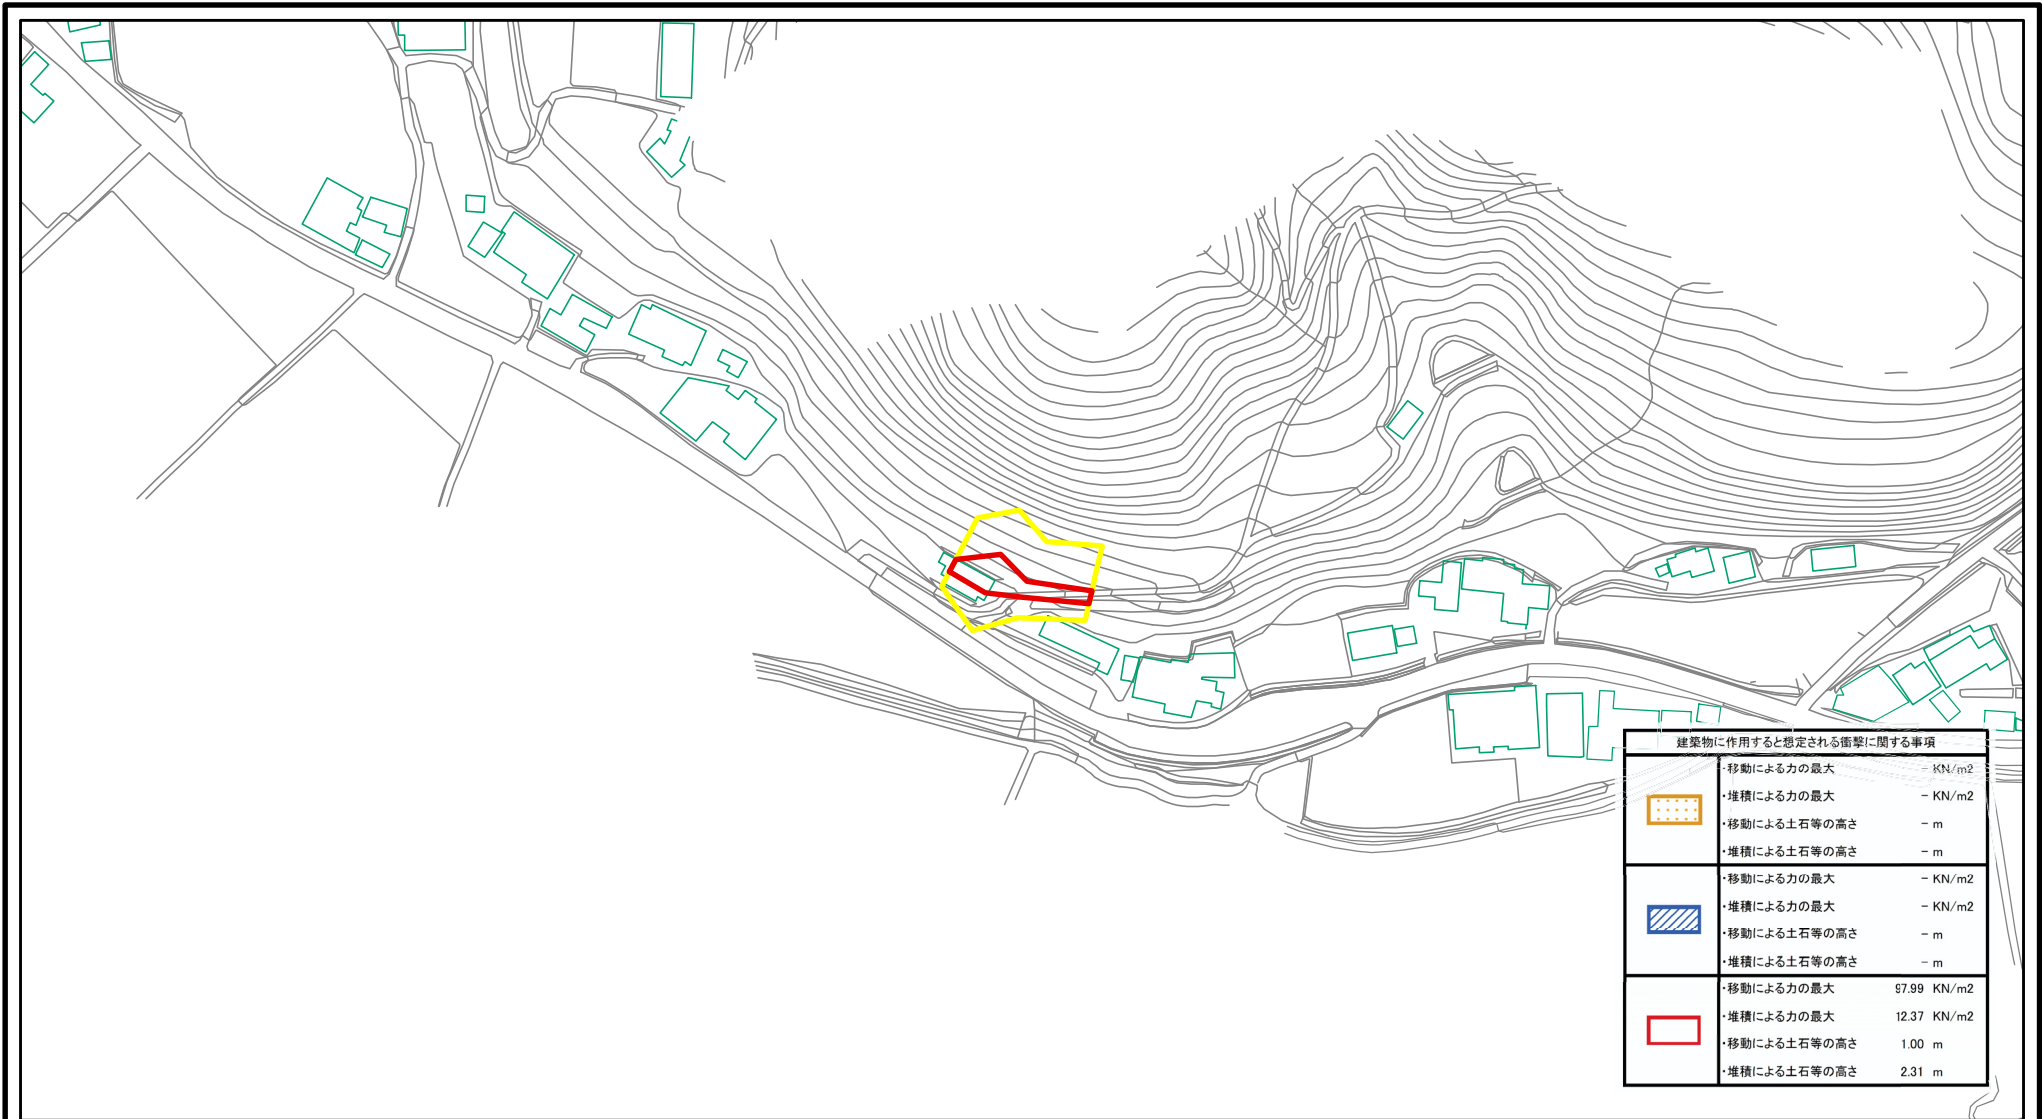 建築物に作用すると想定される衝撃に関する事項
・移動による力の最大 - KN/m2
・堆積による力の最大 - KN/m2
・移動による土石等の高さ - m
・堆積による土石等の高さ - m
・移動による力の最大 - KN/m2
・堆積による力の最大 - KN/m2
・移動による土石等の高さ - m
・堆積による土石等の高さ - m
・移動による力の最大 97.99 KN/m2
・堆積による力の最大 12.37 KN/m2
・移動による土石等の高さ 1.00 m
・堆積による土石等の高さ 2.31 m